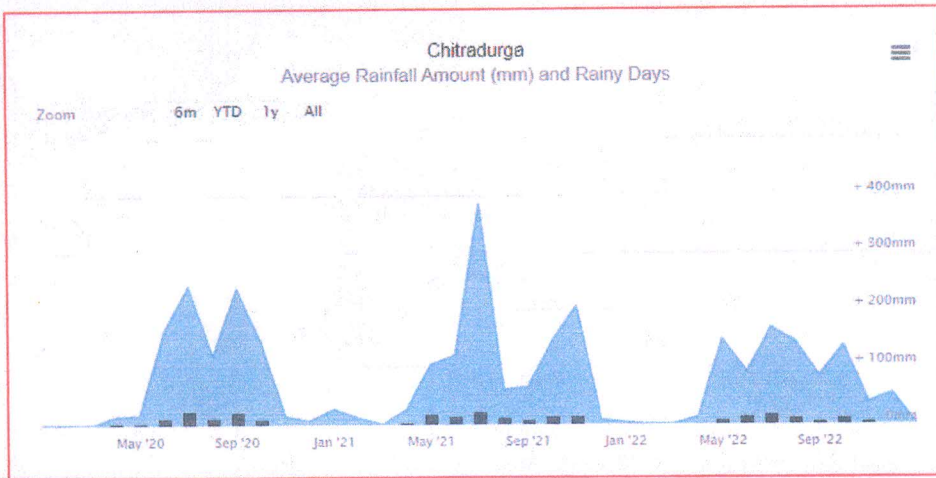 Chitradurga
Average Rainfall Amount (mm) and Rainy Days
Zoom 6m YTD 1y All
+ 400mm
+ 300mm
+ 200mm
+ 100mm
0mm
May '20 Sep '20 Jan '21 May '21 Sep '21 Jan '22 May '22 Sep '22